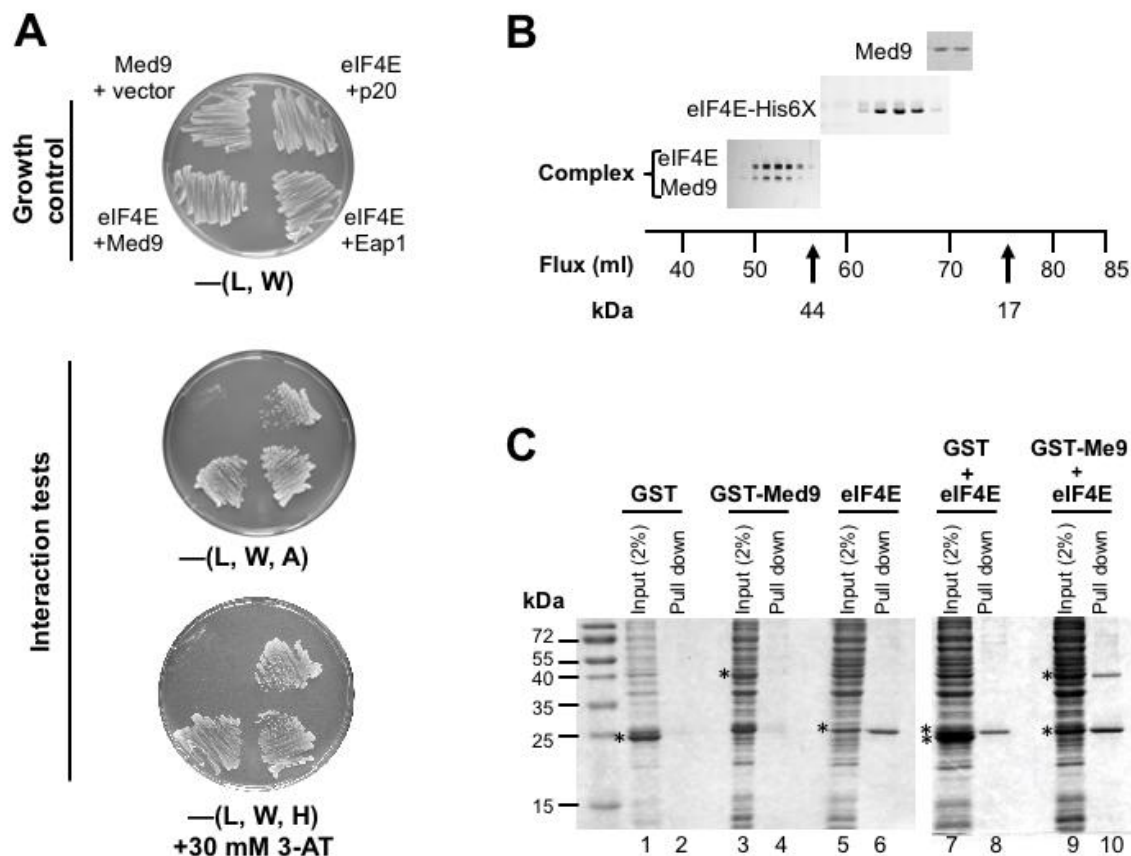 A
Med9
+ vector
eIF4E
+p20
Growth
control
eIF4E
+Med9
eIF4E
+Eap1
—(L, W)
Interaction tests
—(L, W, A)
—(L, W, H)
+30 mM 3-AT
B
Med9
eIF4E-His6X
Complex
eIF4E
Med9
Flux (ml) 40 50 60 70 80 85
kDa 44 17
C
GST
GST-Med9
eIF4E
GST
+
eIF4E
GST-Me9
+
eIF4E
Input (2%)
Pull down
Input (2%)
Pull down
Input (2%)
Pull down
Input (2%)
Pull down
Input (2%)
Pull down
kDa
72
55
40
35
25
15
*
*
*
*
*
*
*
1 2 3 4 5 6 7 8 9 10